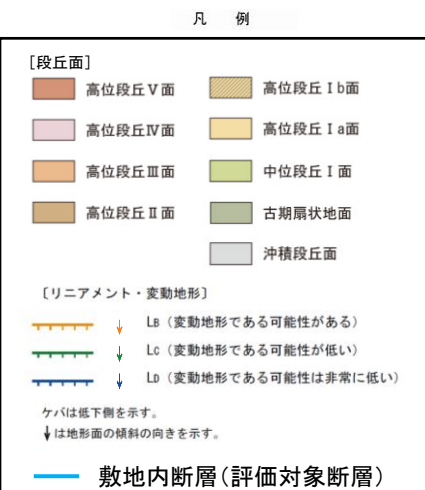 凡 例
[段丘面]
高位段丘Ⅴ面
高位段丘Ⅰb面
高位段丘Ⅳ面
高位段丘Ⅰa面
高位段丘Ⅲ面
中位段丘Ⅰ面
高位段丘Ⅱ面
古期扇状地面
沖積段丘面
〔リニアメント・変動地形〕
LB (変動地形である可能性がある)
LC (変動地形である可能性が低い)
LD (変動地形である可能性は非常に低い)
ケバは低下側を示す。
↓は地形面の傾斜の向きを示す。
敷地内断層(評価対象断層)